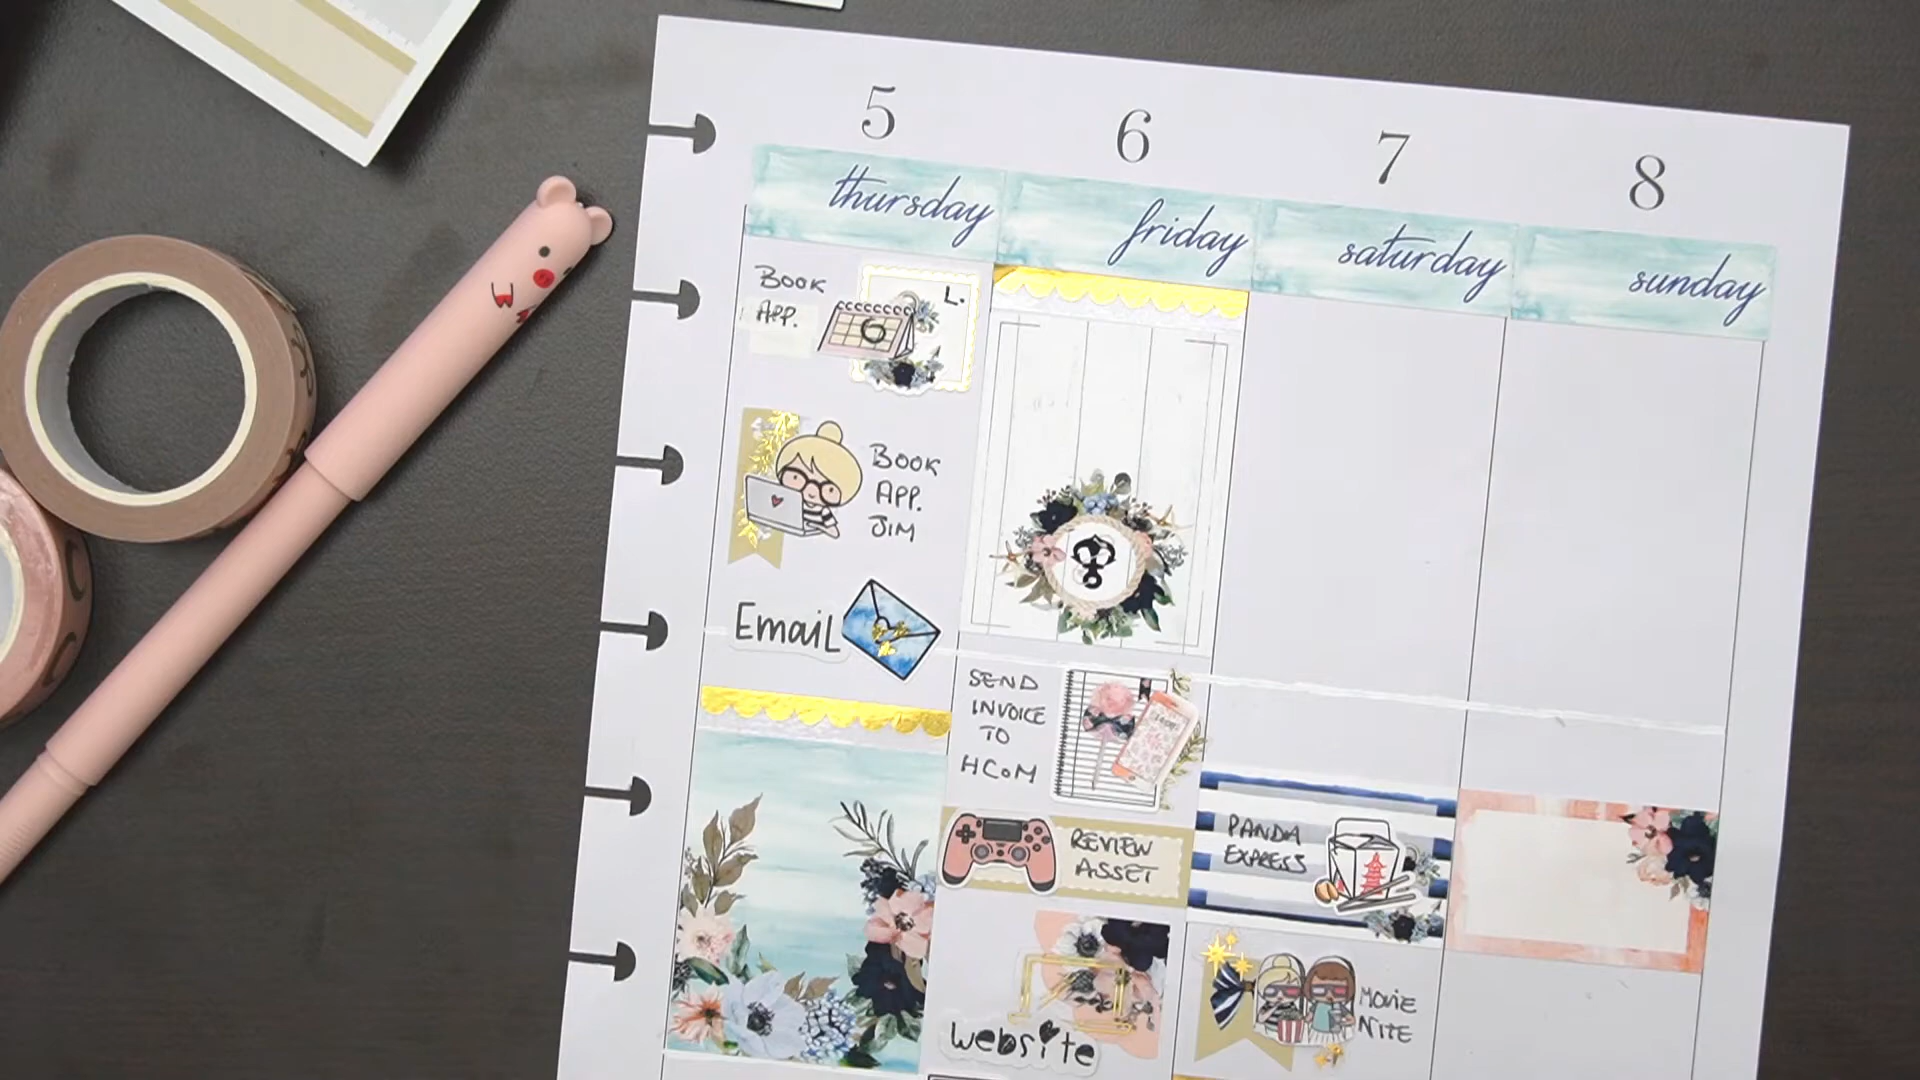 5
6
7
8
thursday
friday
saturday
sunday
BOOK
APP.
L.
6
BOOK
APP.
JIM
Email
SEND
INVOICE
TO
HCOM
REVIEW
ASSET
website
PANDA
EXPRESS
MOVIE
NITE